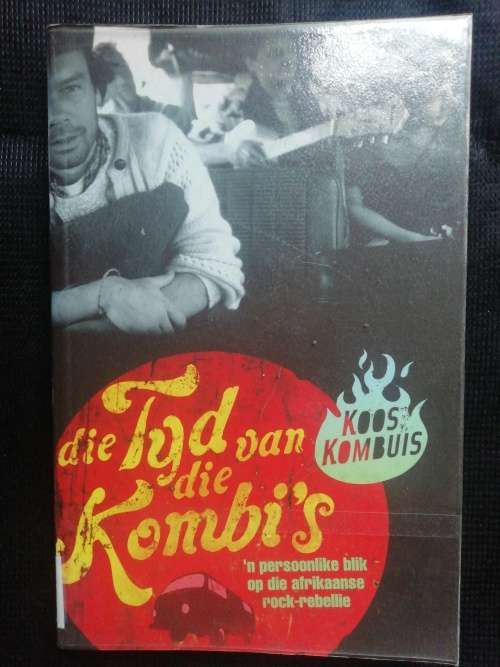 KOOS
KOMBUIS
die Tyd van
die
Kombi's
'n persoonlike blik
op die afrikaanse
rock-rebellie